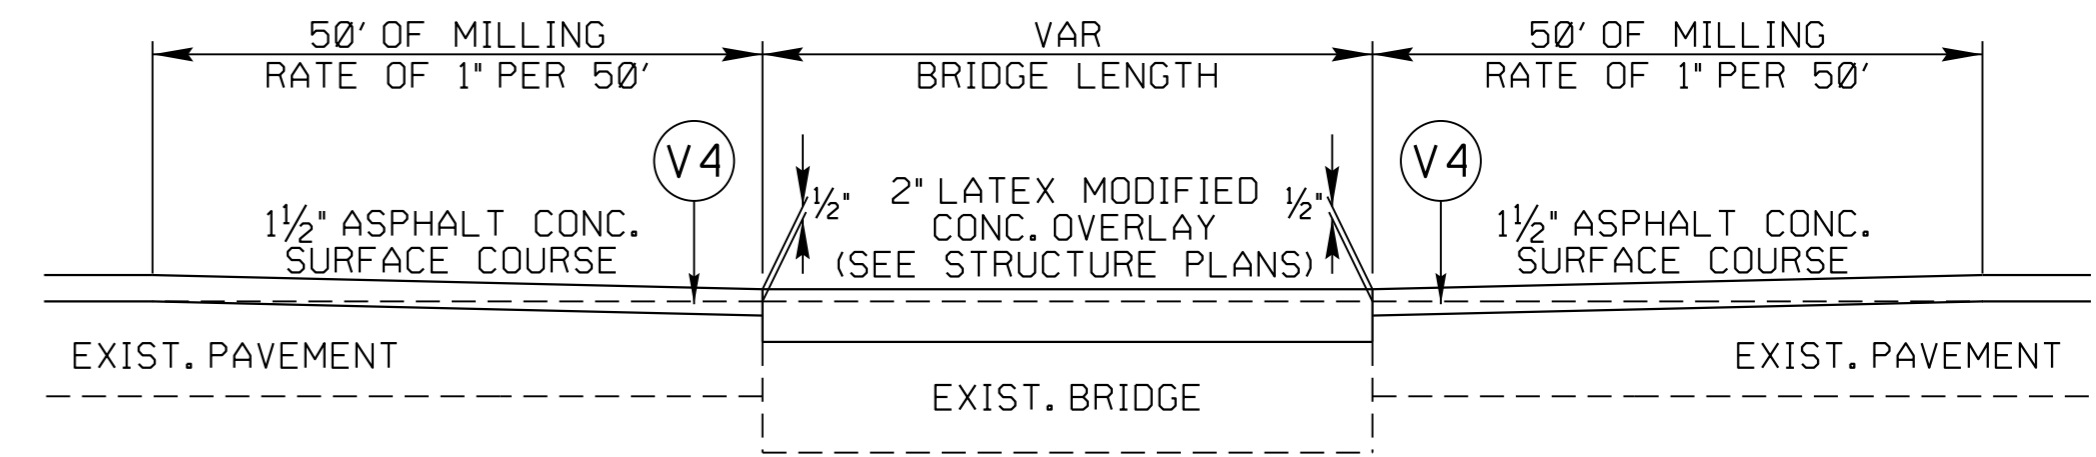 50' OF MILLING
RATE OF 1" PER 50'
VAR
BRIDGE LENGTH
50' OF MILLING
RATE OF 1" PER 50'
V4
V4
1½" ASPHALT CONC.
SURFACE COURSE
½"
2" LATEX MODIFIED
CONC. OVERLAY
(SEE STRUCTURE PLANS)
½"
1½" ASPHALT CONC.
SURFACE COURSE
EXIST. PAVEMENT
EXIST. BRIDGE
EXIST. PAVEMENT